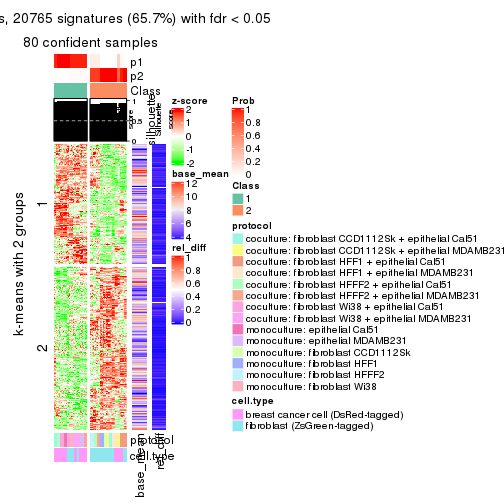 s, 20765 signatures (65.7%) with fdr < 0.05
80 confident samples
p1
p2
Class
1
0.5
0
silhouette
score
k-means with 2 groups
1
2
protocol
cell.type
base_mean
rel_diff
z-score
2
1
0
-1
-2
base_mean
12
10
8
6
4
rel_diff
1
0.8
0.6
0.4
0.2
0
Prob
1
0.8
0.6
0.4
0.2
0
Class
1
2
protocol
coculture: fibroblast CCD1112Sk + epithelial Cal51
coculture: fibroblast CCD1112Sk + epithelial MDAMB231
coculture: fibroblast HFF1 + epithelial Cal51
coculture: fibroblast HFF1 + epithelial MDAMB231
coculture: fibroblast HFFF2 + epithelial Cal51
coculture: fibroblast HFFF2 + epithelial MDAMB231
coculture: fibroblast Wi38 + epithelial Cal51
coculture: fibroblast Wi38 + epithelial MDAMB231
monoculture: epithelial Cal51
monoculture: epithelial MDAMB231
monoculture: fibroblast CCD1112Sk
monoculture: fibroblast HFF1
monoculture: fibroblast HFFF2
monoculture: fibroblast Wi38
cell.type
breast cancer cell (DsRed-tagged)
fibroblast (ZsGreen-tagged)